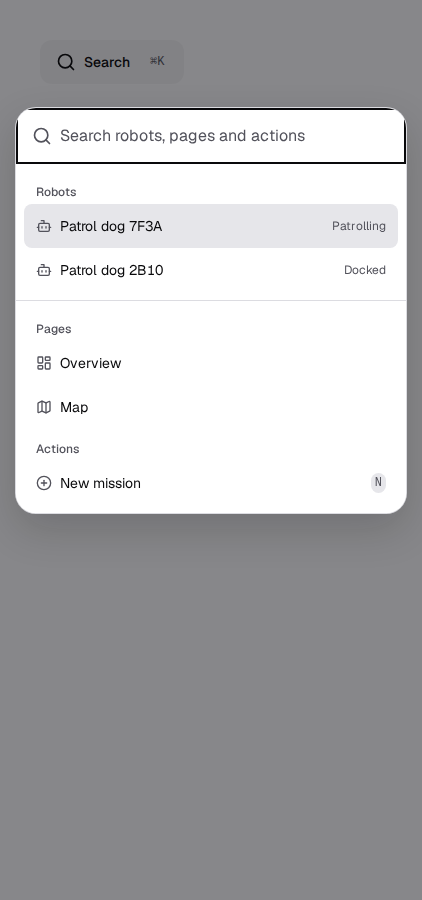 Search ⌘K
Search robots, pages and actions
Robots
Patrol dog 7F3A Patrolling
Patrol dog 2B10 Docked
Pages
Overview
Map
Actions
New mission N